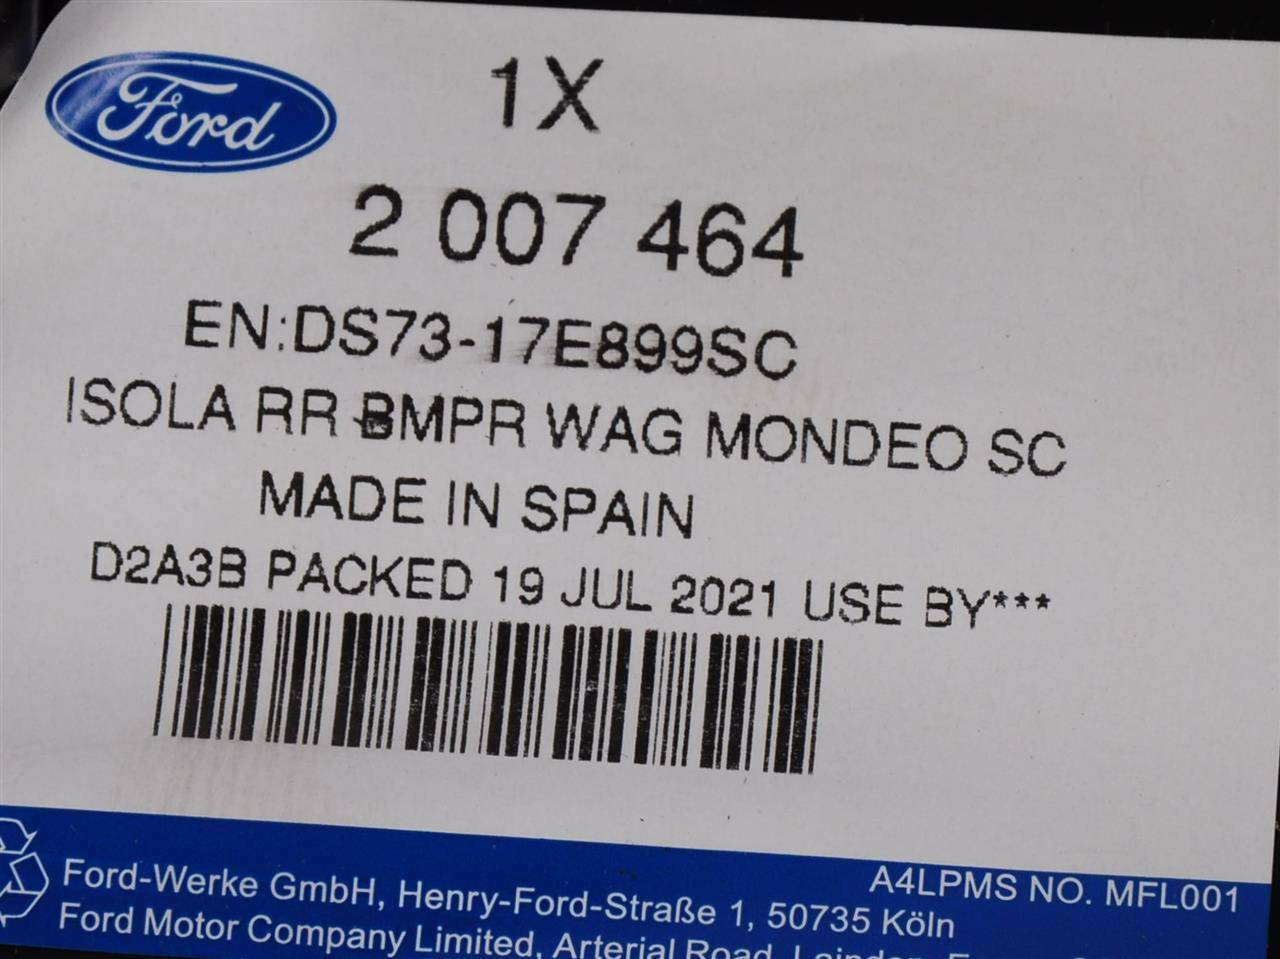 Ford
1X
2 007 464
EN:DS73-17E899SC
ISOLA RR BMPR WAG MONDEO SC
MADE IN SPAIN
D2A3B PACKED 19 JUL 2021 USE BY***
A4LPMS NO. MFL001
Ford-Werke GmbH, Henry-Ford-Straße 1, 50735 Köln
Ford Motor Company Limited, Arterial Road,